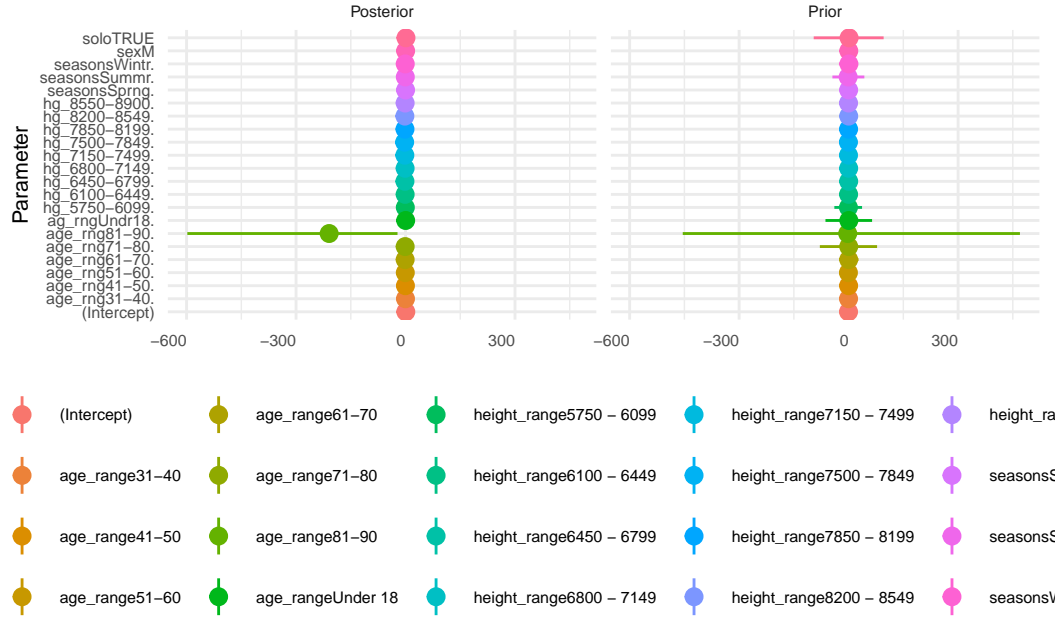 Posterior
Prior
Parameter
soloTRUE
sexM
seasonsWintr.
seasonsSummr.
seasonsSprng.
hg_8550−8900.
hg_8200−8549.
hg_7850−8199.
hg_7500−7849.
hg_7150−7499.
hg_6800−7149.
hg_6450−6799.
hg_6100−6449.
hg_5750−6099.
ag_rngUndr18.
age_rng81−90.
age_rng71−80.
age_rng61−70.
age_rng51−60.
age_rng41−50.
age_rng31−40.
(Intercept)
−600 −300 0 300 −600 −300 0 300
(Intercept) age_range61−70 height_range5750 − 6099 height_range7150 − 7499 height_ra
age_range31−40 age_range71−80 height_range6100 − 6449 height_range7500 − 7849 seasonsS
age_range41−50 age_range81−90 height_range6450 − 6799 height_range7850 − 8199 seasonsS
age_range51−60 age_rangeUnder 18 height_range6800 − 7149 height_range8200 − 8549 seasonsW